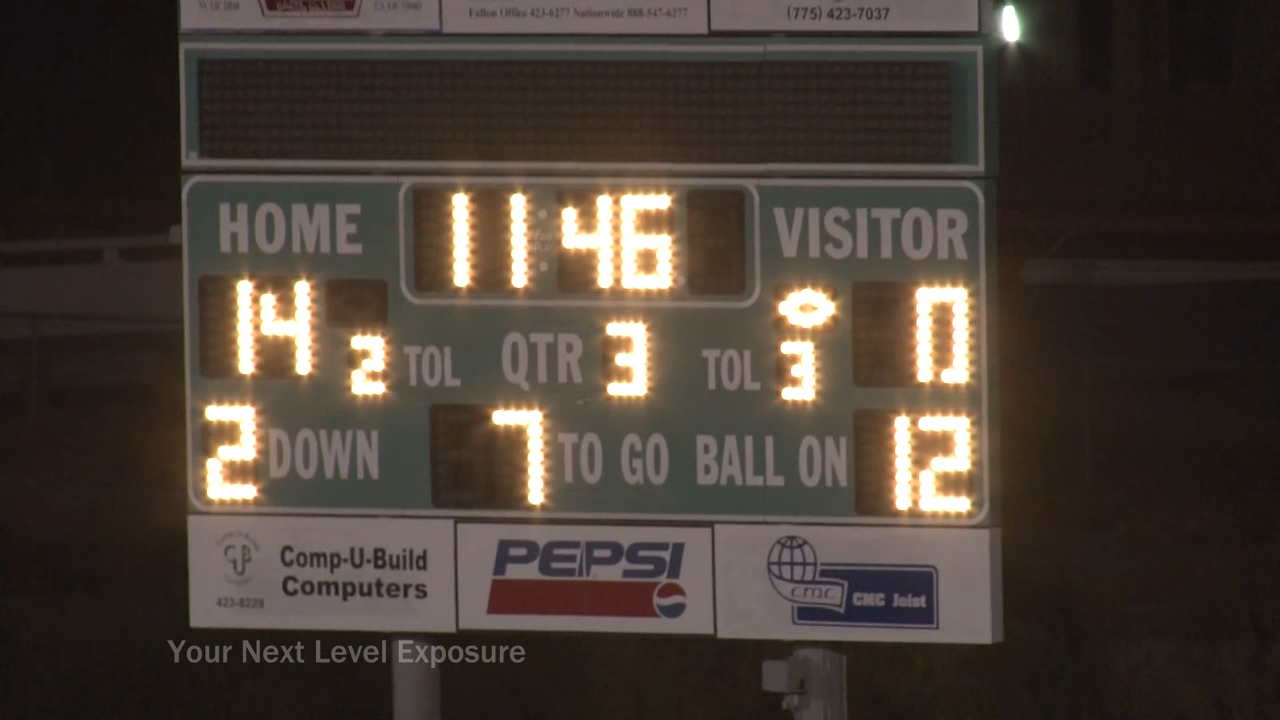 Fallon Office 423-6277 Nationwide 888-547-6277
(775) 423-7037
HOME 11:46 VISITOR
14 2 TOL QTR 3 TOL 3 0
2 DOWN 7 TO GO BALL ON 12
Comp-U-Build
Computers
423-8229
PEPSI
cmc
CMC Joist
Your Next Level Exposure